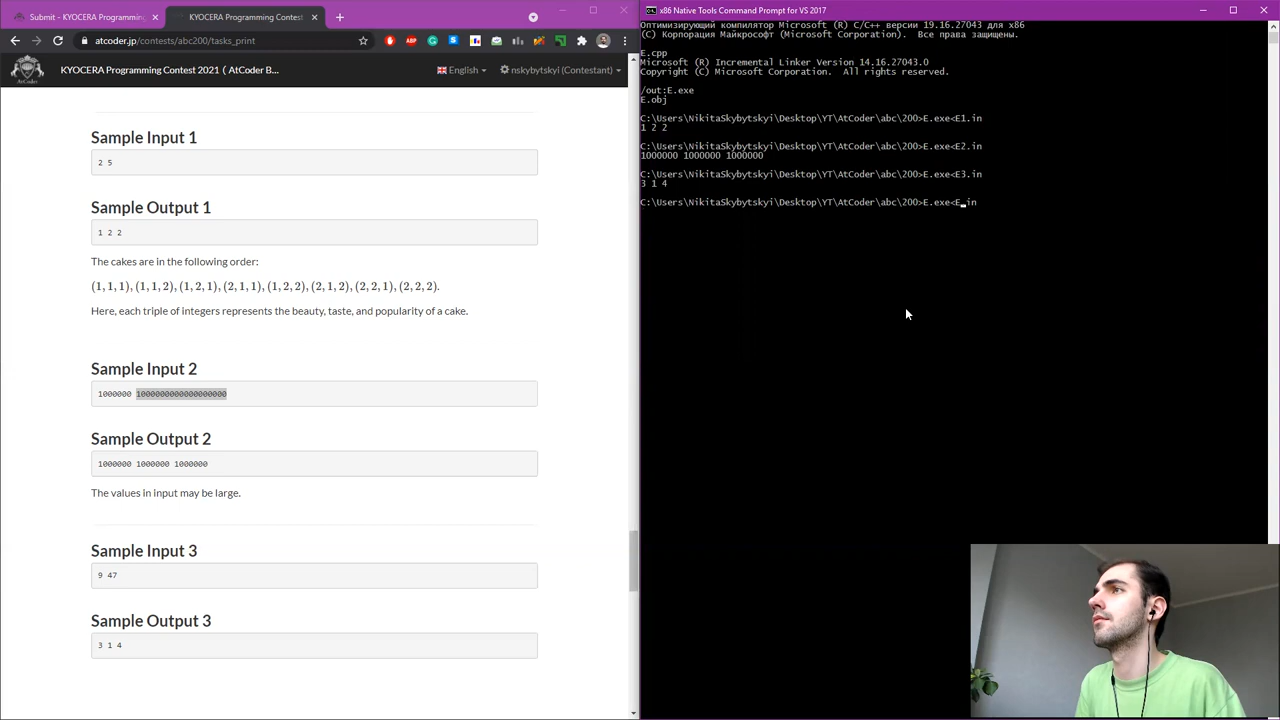 Submit - KYOCERA Programming
KYOCERA Programming Contest
atcoder.jp/contests/abc200/tasks_print
KYOCERA Programming Contest 2021 ( AtCoder B...
English
nskybytskyi (Contestant)
Sample Input 1
2 5
Sample Output 1
1 2 2
The cakes are in the following order:
(1, 1, 1), (1, 1, 2), (1, 2, 1), (2, 1, 1), (1, 2, 2), (2, 1, 2), (2, 2, 1), (2, 2, 2).
Here, each triple of integers represents the beauty, taste, and popularity of a cake.
Sample Input 2
1000000 1000000000000000000
Sample Output 2
1000000 1000000 1000000
The values in input may be large.
Sample Input 3
9 47
Sample Output 3
3 1 4
x86 Native Tools Command Prompt for VS 2017
Оптимизирующий компилятор Microsoft (R) C/C++ версии 19.16.27043 для x86
(C) Корпорация Майкрософт (Microsoft Corporation).  Все права защищены.
E.cpp
Microsoft (R) Incremental Linker Version 14.16.27043.0
Copyright (C) Microsoft Corporation.  All rights reserved.
/out:E.exe
E.obj
C:\Users\NikitaSkybytskyi\Desktop\YT\AtCoder\abc\200>E.exe<E1.in
1 2 2
C:\Users\NikitaSkybytskyi\Desktop\YT\AtCoder\abc\200>E.exe<E2.in
1000000 1000000 1000000
C:\Users\NikitaSkybytskyi\Desktop\YT\AtCoder\abc\200>E.exe<E3.in
3 1 4
C:\Users\NikitaSkybytskyi\Desktop\YT\AtCoder\abc\200>E.exe<E.in